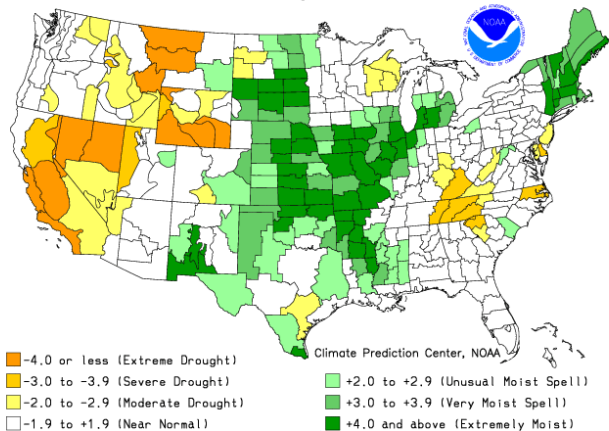 NOAA
Climate Prediction Center, NOAA
-4.0 or less (Extreme Drought)
-3.0 to -3.9 (Severe Drought)
-2.0 to -2.9 (Moderate Drought)
-1.9 to +1.9 (Near Normal)
+2.0 to +2.9 (Unusual Moist Spell)
+3.0 to +3.9 (Very Moist Spell)
+4.0 and above (Extremely Moist)